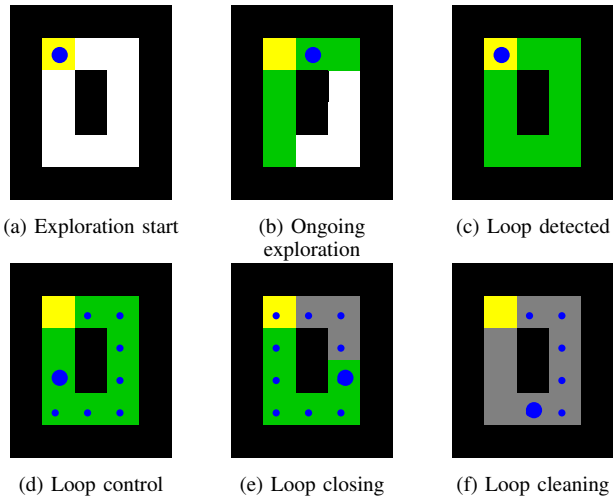 (a) Exploration start
(b) Ongoing
exploration
(c) Loop detected
(d) Loop control
(e) Loop closing
(f) Loop cleaning